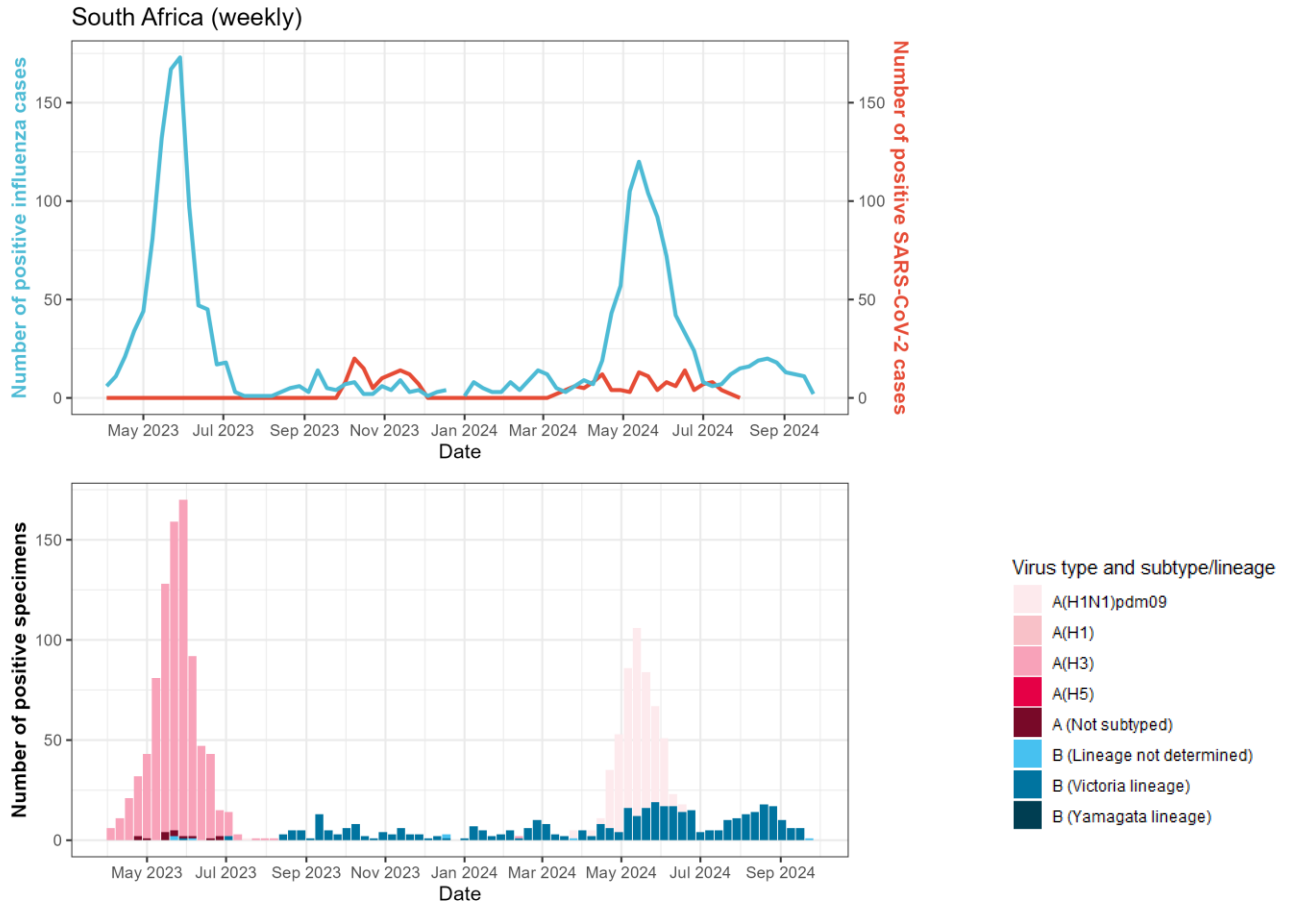 South Africa (weekly)
Number of positive influenza cases
Number of positive SARS-CoV-2 cases
150
100
50
0
150
100
50
0
May 2023 Jul 2023 Sep 2023 Nov 2023 Jan 2024 Mar 2024 May 2024 Jul 2024 Sep 2024
Date
Number of positive specimens
150
100
50
0
May 2023 Jul 2023 Sep 2023 Nov 2023 Jan 2024 Mar 2024 May 2024 Jul 2024 Sep 2024
Date
Virus type and subtype/lineage
A(H1N1)pdm09
A(H1)
A(H3)
A(H5)
A (Not subtyped)
B (Lineage not determined)
B (Victoria lineage)
B (Yamagata lineage)